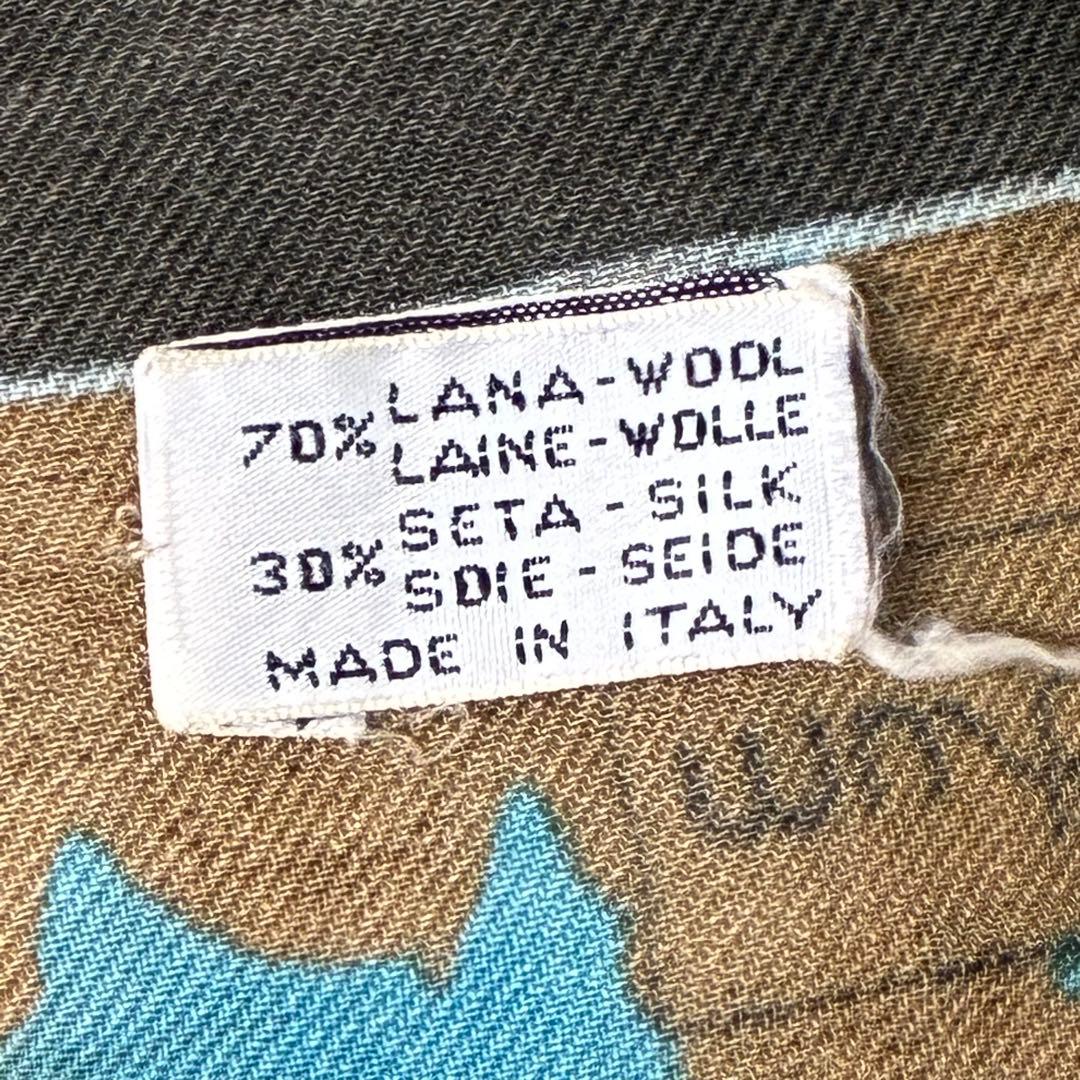 70% LANA-WOOL
LAINE-WOLLE
30% SETA - SILK
SOIE - SEIDE
MADE IN ITALY